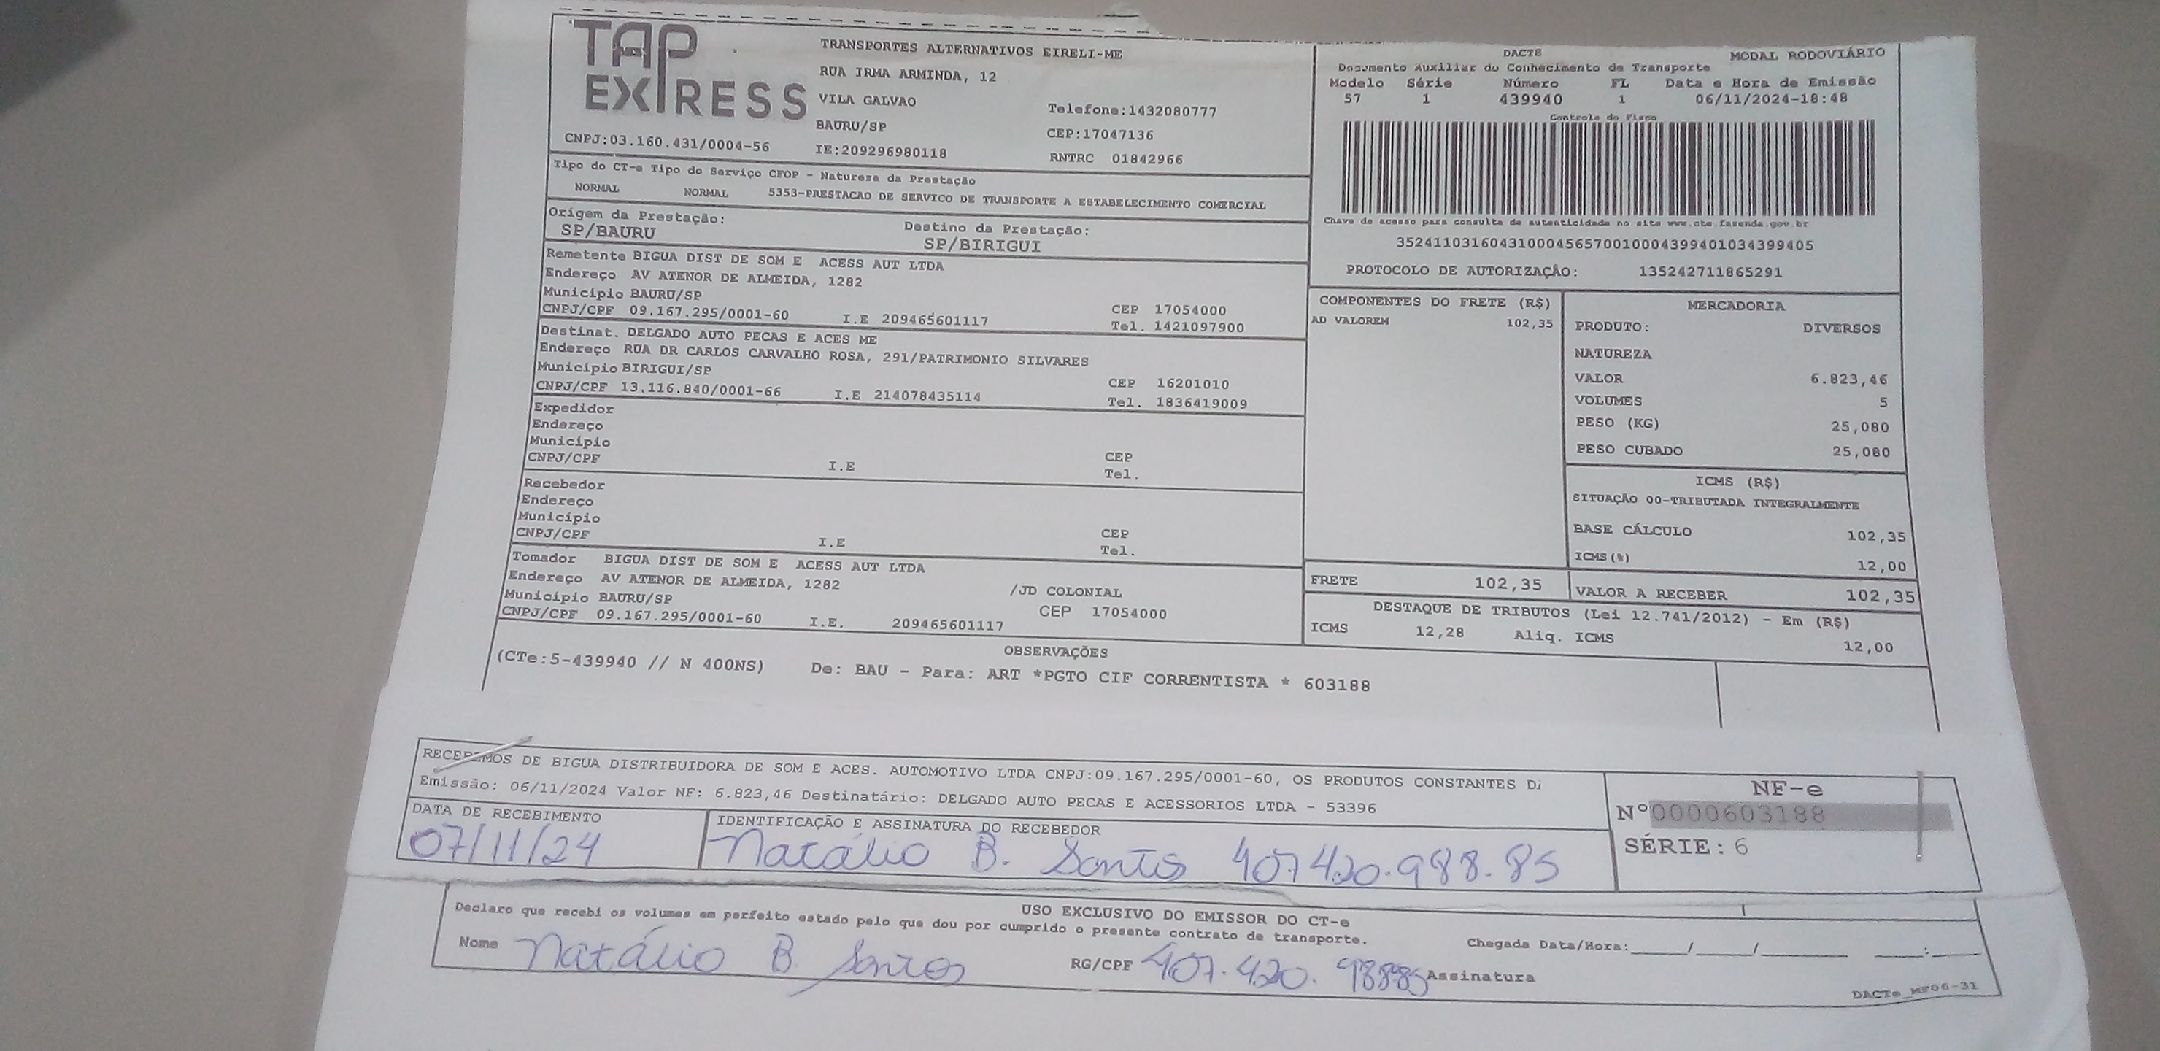 TAP EXPRESS
TRANSPORTES ALTERNATIVOS EIRELI-ME
RUA IRMA ARMINDA, 12
VILA GALVAO
Telefone:1432080777
BAURU/SP
CEP:17047136
CNPJ:03.160.431/0004-56
IE:209296980118
RNTRC 01842966
DACTE
MODAL RODOVIÁRIO
Documento Auxiliar do Conhecimento de Transporte
Modelo Série Número FL Data e Hora de Emissão
57 1 439940 1 06/11/2024-18:48
Controle do Fisco
Chave de acesso para consulta de autenticidade no site www.cte.fazenda.gov.br
35241103160431000456570010004399401034399405
PROTOCOLO DE AUTORIZAÇÃO: 135242711865291
Tipo do CT-e Tipo do Serviço CFOP - Natureza da Prestação
NORMAL NORMAL 5353-PRESTACAO DE SERVICO DE TRANSPORTE A ESTABELECIMENTO COMERCIAL
Origem da Prestação: Destino da Prestação:
SP/BAURU SP/BIRIGUI
Remetente BIGUA DIST DE SOM E ACESS AUT LTDA
Endereço AV ATENOR DE ALMEIDA, 1282
Município BAURU/SP CEP 17054000
CNPJ/CPF 09.167.295/0001-60 I.E 209465601117 Tel. 1421097900
Destinat. DELGADO AUTO PECAS E ACES ME
Endereço RUA DR CARLOS CARVALHO ROSA, 291/PATRIMONIO SILVARES
Município BIRIGUI/SP CEP 16201010
CNPJ/CPF 13.116.840/0001-66 I.E 214078435114 Tel. 1836419009
Expedidor
Endereço
Município CEP
CNPJ/CPF I.E Tel.
Recebedor
Endereço
Município CEP
CNPJ/CPF I.E Tel.
Tomador BIGUA DIST DE SOM E ACESS AUT LTDA
Endereço AV ATENOR DE ALMEIDA, 1282 /JD COLONIAL
Município BAURU/SP CEP 17054000
CNPJ/CPF 09.167.295/0001-60 I.E. 209465601117
COMPONENTES DO FRETE (R$)
AD VALOREM 102,35
MERCADORIA
PRODUTO: DIVERSOS
NATUREZA
VALOR 6.823,46
VOLUMES 5
PESO (KG) 25,080
PESO CUBADO 25,080
ICMS (R$)
SITUAÇÃO 00-TRIBUTADA INTEGRALMENTE
BASE CÁLCULO 102,35
ICMS(%) 12,00
FRETE 102,35
VALOR A RECEBER 102,35
DESTAQUE DE TRIBUTOS (Lei 12.741/2012) - Em (R$)
ICMS 12,28 Aliq. ICMS 12,00
OBSERVAÇÕES
(CTe:5-439940 // N 400NS) De: BAU - Para: ART *PGTO CIF CORRENTISTA * 603188
RECEBEMOS DE BIGUA DISTRIBUIDORA DE SOM E ACES. AUTOMOTIVO LTDA CNPJ:09.167.295/0001-60, OS PRODUTOS CONSTANTES
Emissão: 06/11/2024 Valor NF: 6.823,46 Destinatário: DELGADO AUTO PECAS E ACESSORIOS LTDA - 53396
NF-e
Nº0000603188
SÉRIE: 6
DATA DE RECEBIMENTO IDENTIFICAÇÃO E ASSINATURA DO RECEBEDOR
07/11/24 Natálio B. Santos 407.420.988.85
USO EXCLUSIVO DO EMISSOR DO CT-e
Declaro que recebi os volumes em perfeito estado pelo que dou por cumprido o presente contrato de transporte.
Chegada Data/Hora:____/____/______ ____:____
Nome Natálio B. Santos RG/CPF 407.420.98885 Assinatura